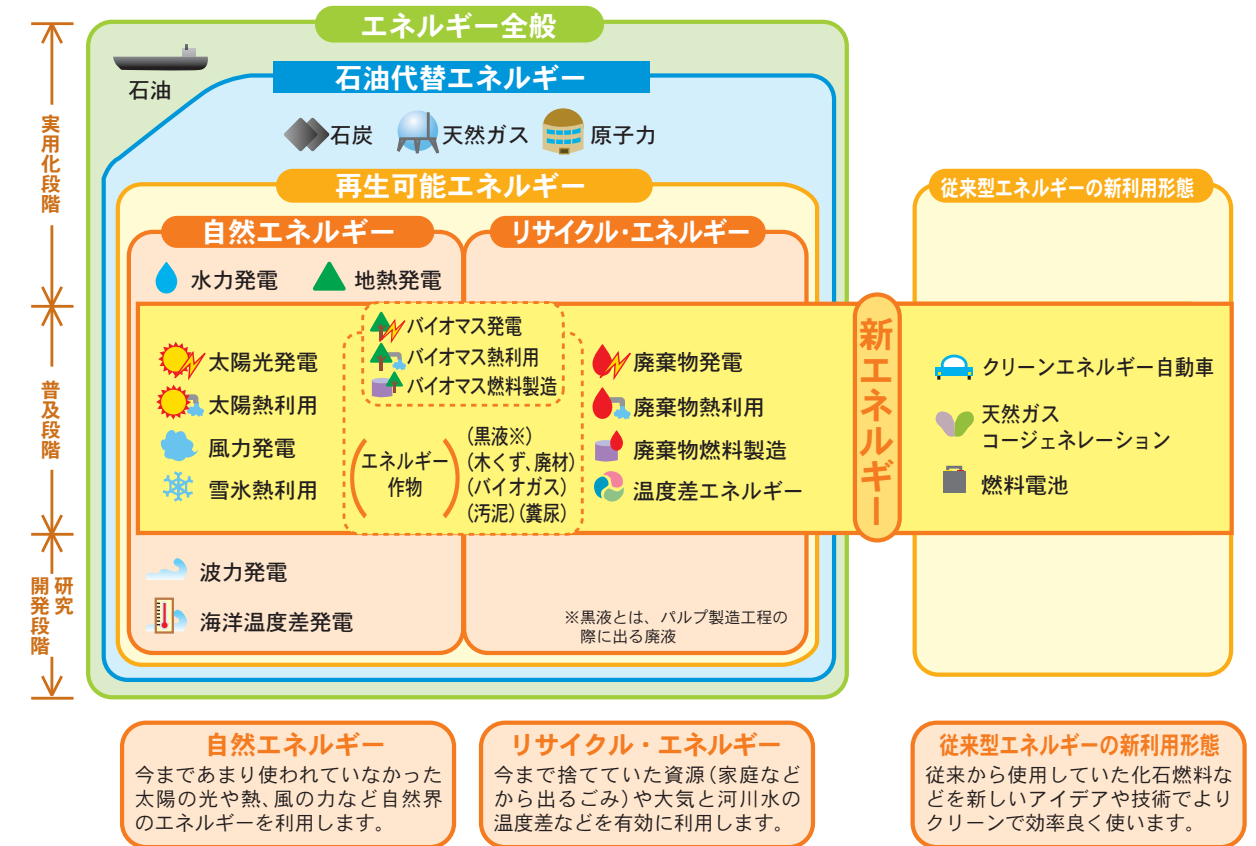 エネルギー全般
石油
石油代替エネルギー
石炭
天然ガス
原子力
再生可能エネルギー
自然エネルギー
リサイクル・エネルギー
従来型エネルギーの新利用形態
実用化段階
水力発電
地熱発電
普及段階
太陽光発電
太陽熱利用
風力発電
雪氷熱利用
バイオマス発電
バイオマス熱利用
バイオマス燃料製造
(エネルギー
作物)
(黒液※)
(木くず、廃材)
(バイオガス)
(汚泥)(糞尿)
廃棄物発電
廃棄物熱利用
廃棄物燃料製造
温度差エネルギー
新エネルギー
クリーンエネルギー自動車
天然ガス
コージェネレーション
燃料電池
研究
開発段階
波力発電
海洋温度差発電
※黒液とは、パルプ製造工程の
際に出る廃液
自然エネルギー
今まであまり使われていなかった
太陽の光や熱、風の力など自然界
のエネルギーを利用します。
リサイクル・エネルギー
今まで捨てていた資源(家庭など
から出るごみ)や大気と河川水の
温度差などを有効に利用します。
従来型エネルギーの新利用形態
従来から使用していた化石燃料な
どを新しいアイデアや技術でより
クリーンで効率良く使います。